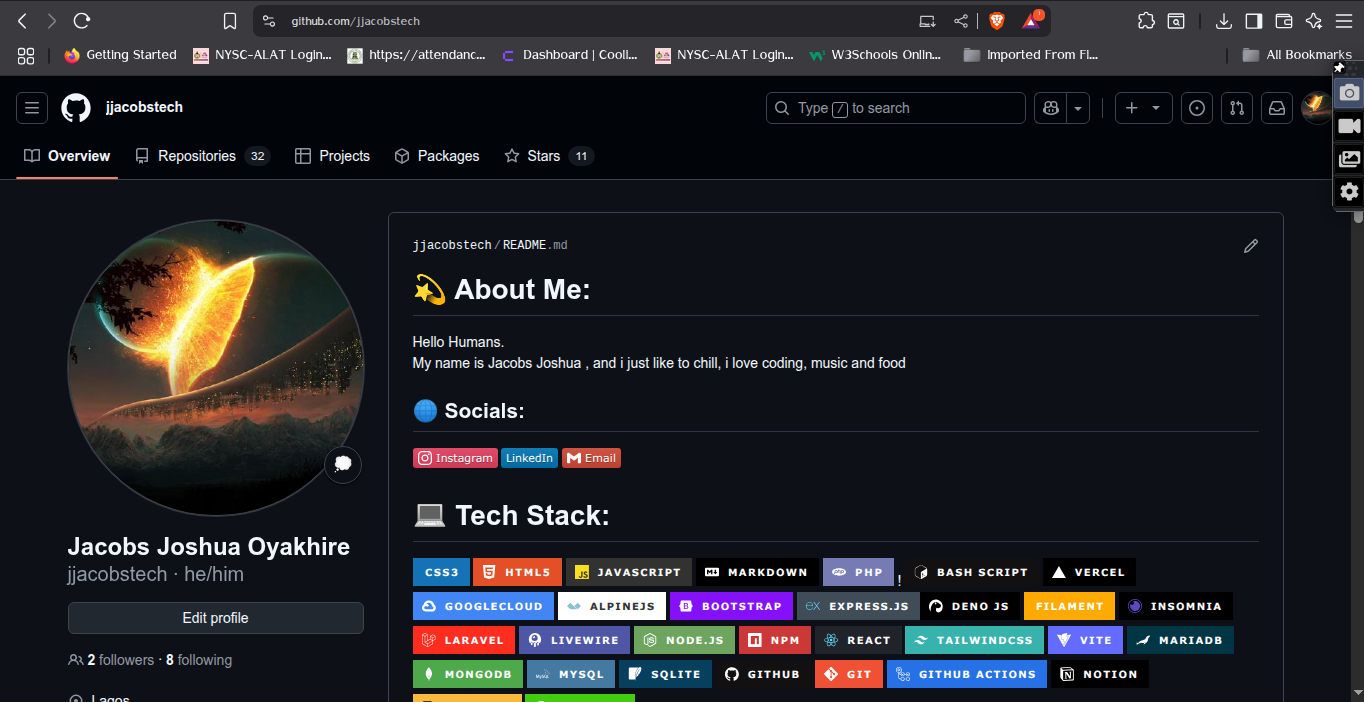 github.com/jjacobstech
Getting Started
NYSC-ALAT Login...
https://attendanc...
Dashboard | Cooll...
NYSC-ALAT Login...
W3Schools Onlin...
Imported From Fi...
All Bookmarks
jjacobstech
Type / to search
Overview
Repositories 32
Projects
Packages
Stars 11
jjacobstech/README.md
💫 About Me:
Hello Humans.
My name is Jacobs Joshua , and i just like to chill, i love coding, music and food
🌐 Socials:
Instagram LinkedIn Email
💻 Tech Stack:
CSS3 HTML5 JAVASCRIPT MARKDOWN PHP ! BASH SCRIPT VERCEL
GOOGLECLOUD ALPINEJS BOOTSTRAP EXPRESS.JS DENO JS FILAMENT INSOMNIA
LARAVEL LIVEWIRE NODE.JS NPM REACT TAILWINDCSS VITE MARIADB
MONGODB MYSQL SQLITE GITHUB GIT GITHUB ACTIONS NOTION
Jacobs Joshua Oyakhire
jjacobstech · he/him
Edit profile
2 followers · 8 following
Lagos